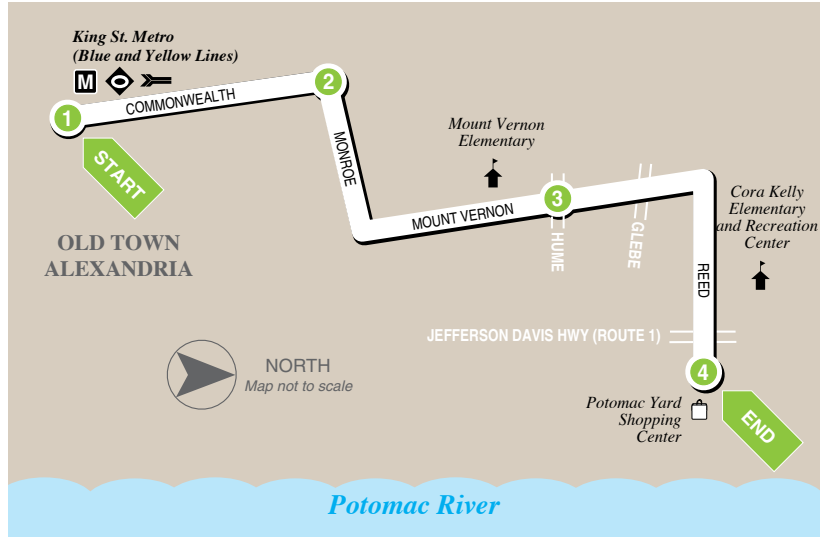 King St. Metro
(Blue and Yellow Lines)
M
1
START
COMMONWEALTH
2
MONROE
OLD TOWN
ALEXANDRIA
MOUNT VERNON
Mount Vernon
Elementary
3
HUME
GLEBE
Cora Kelly
Elementary
and Recreation
Center
REED
JEFFERSON DAVIS HWY (ROUTE 1)
NORTH
Map not to scale
4
END
Potomac Yard
Shopping
Center
Potomac River